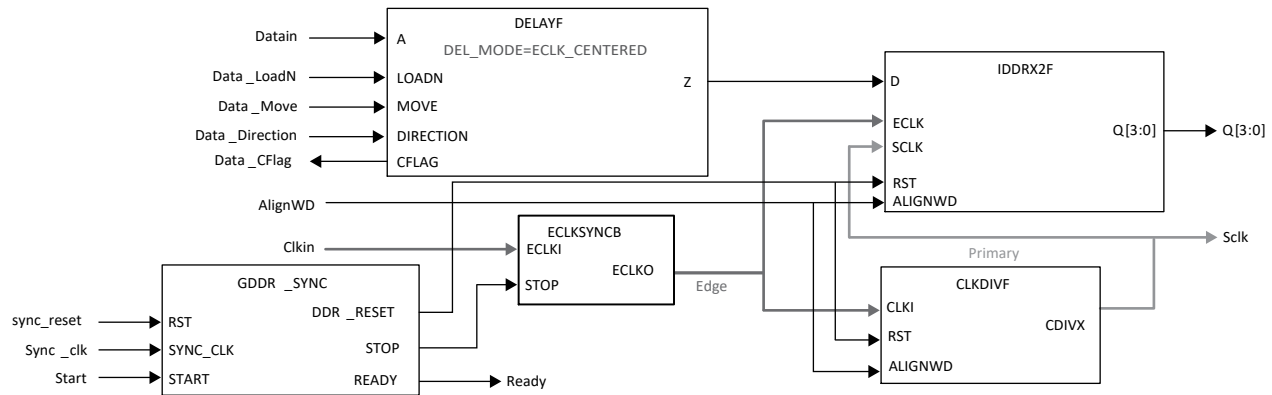 DELAYF
DEL_MODE=ECLK_CENTERED
Datain
A
Data _LoadN
LOADN
Data _Move
MOVE
Data _Direction
DIRECTION
Data _CFlag
CFLAG
Z
IDDRX2F
D
ECLK
SCLK
RST
ALIGNWD
Q[3:0]
Q[3:0]
AlignWD
Clkin
ECLKSYNCB
ECLKI
STOP
ECLKO
Edge
Primary
Sclk
GDDR _SYNC
DDR _RESET
sync_reset
RST
Sync _clk
SYNC_CLK
STOP
Start
START
READY
Ready
CLKDIVF
CLKI
RST
ALIGNWD
CDIVX